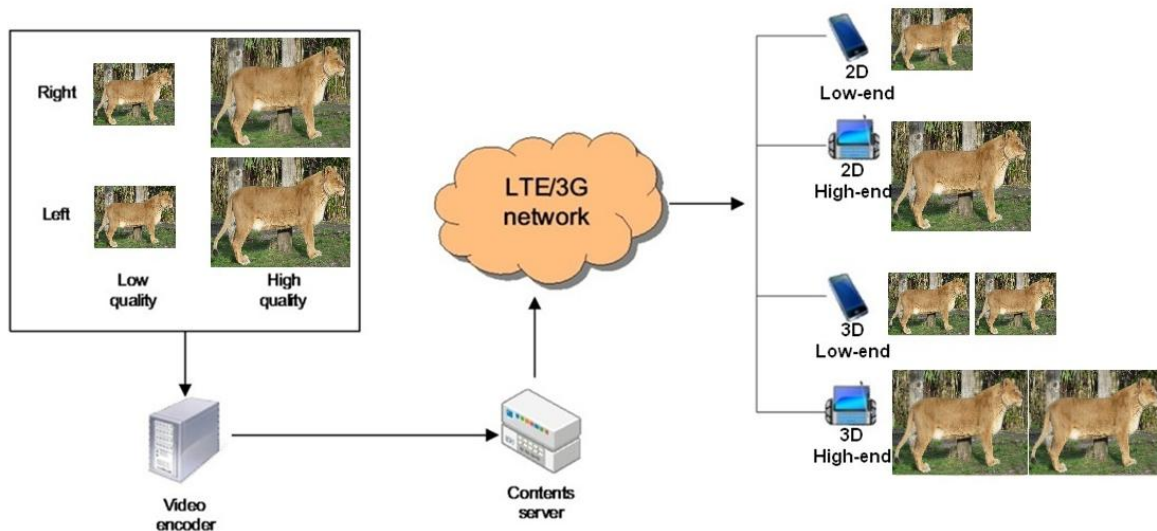 Right
Left
Low
quality
High
quality
Video
encoder
Contents
server
LTE/3G
network
2D
Low-end
2D
High-end
3D
Low-end
3D
High-end